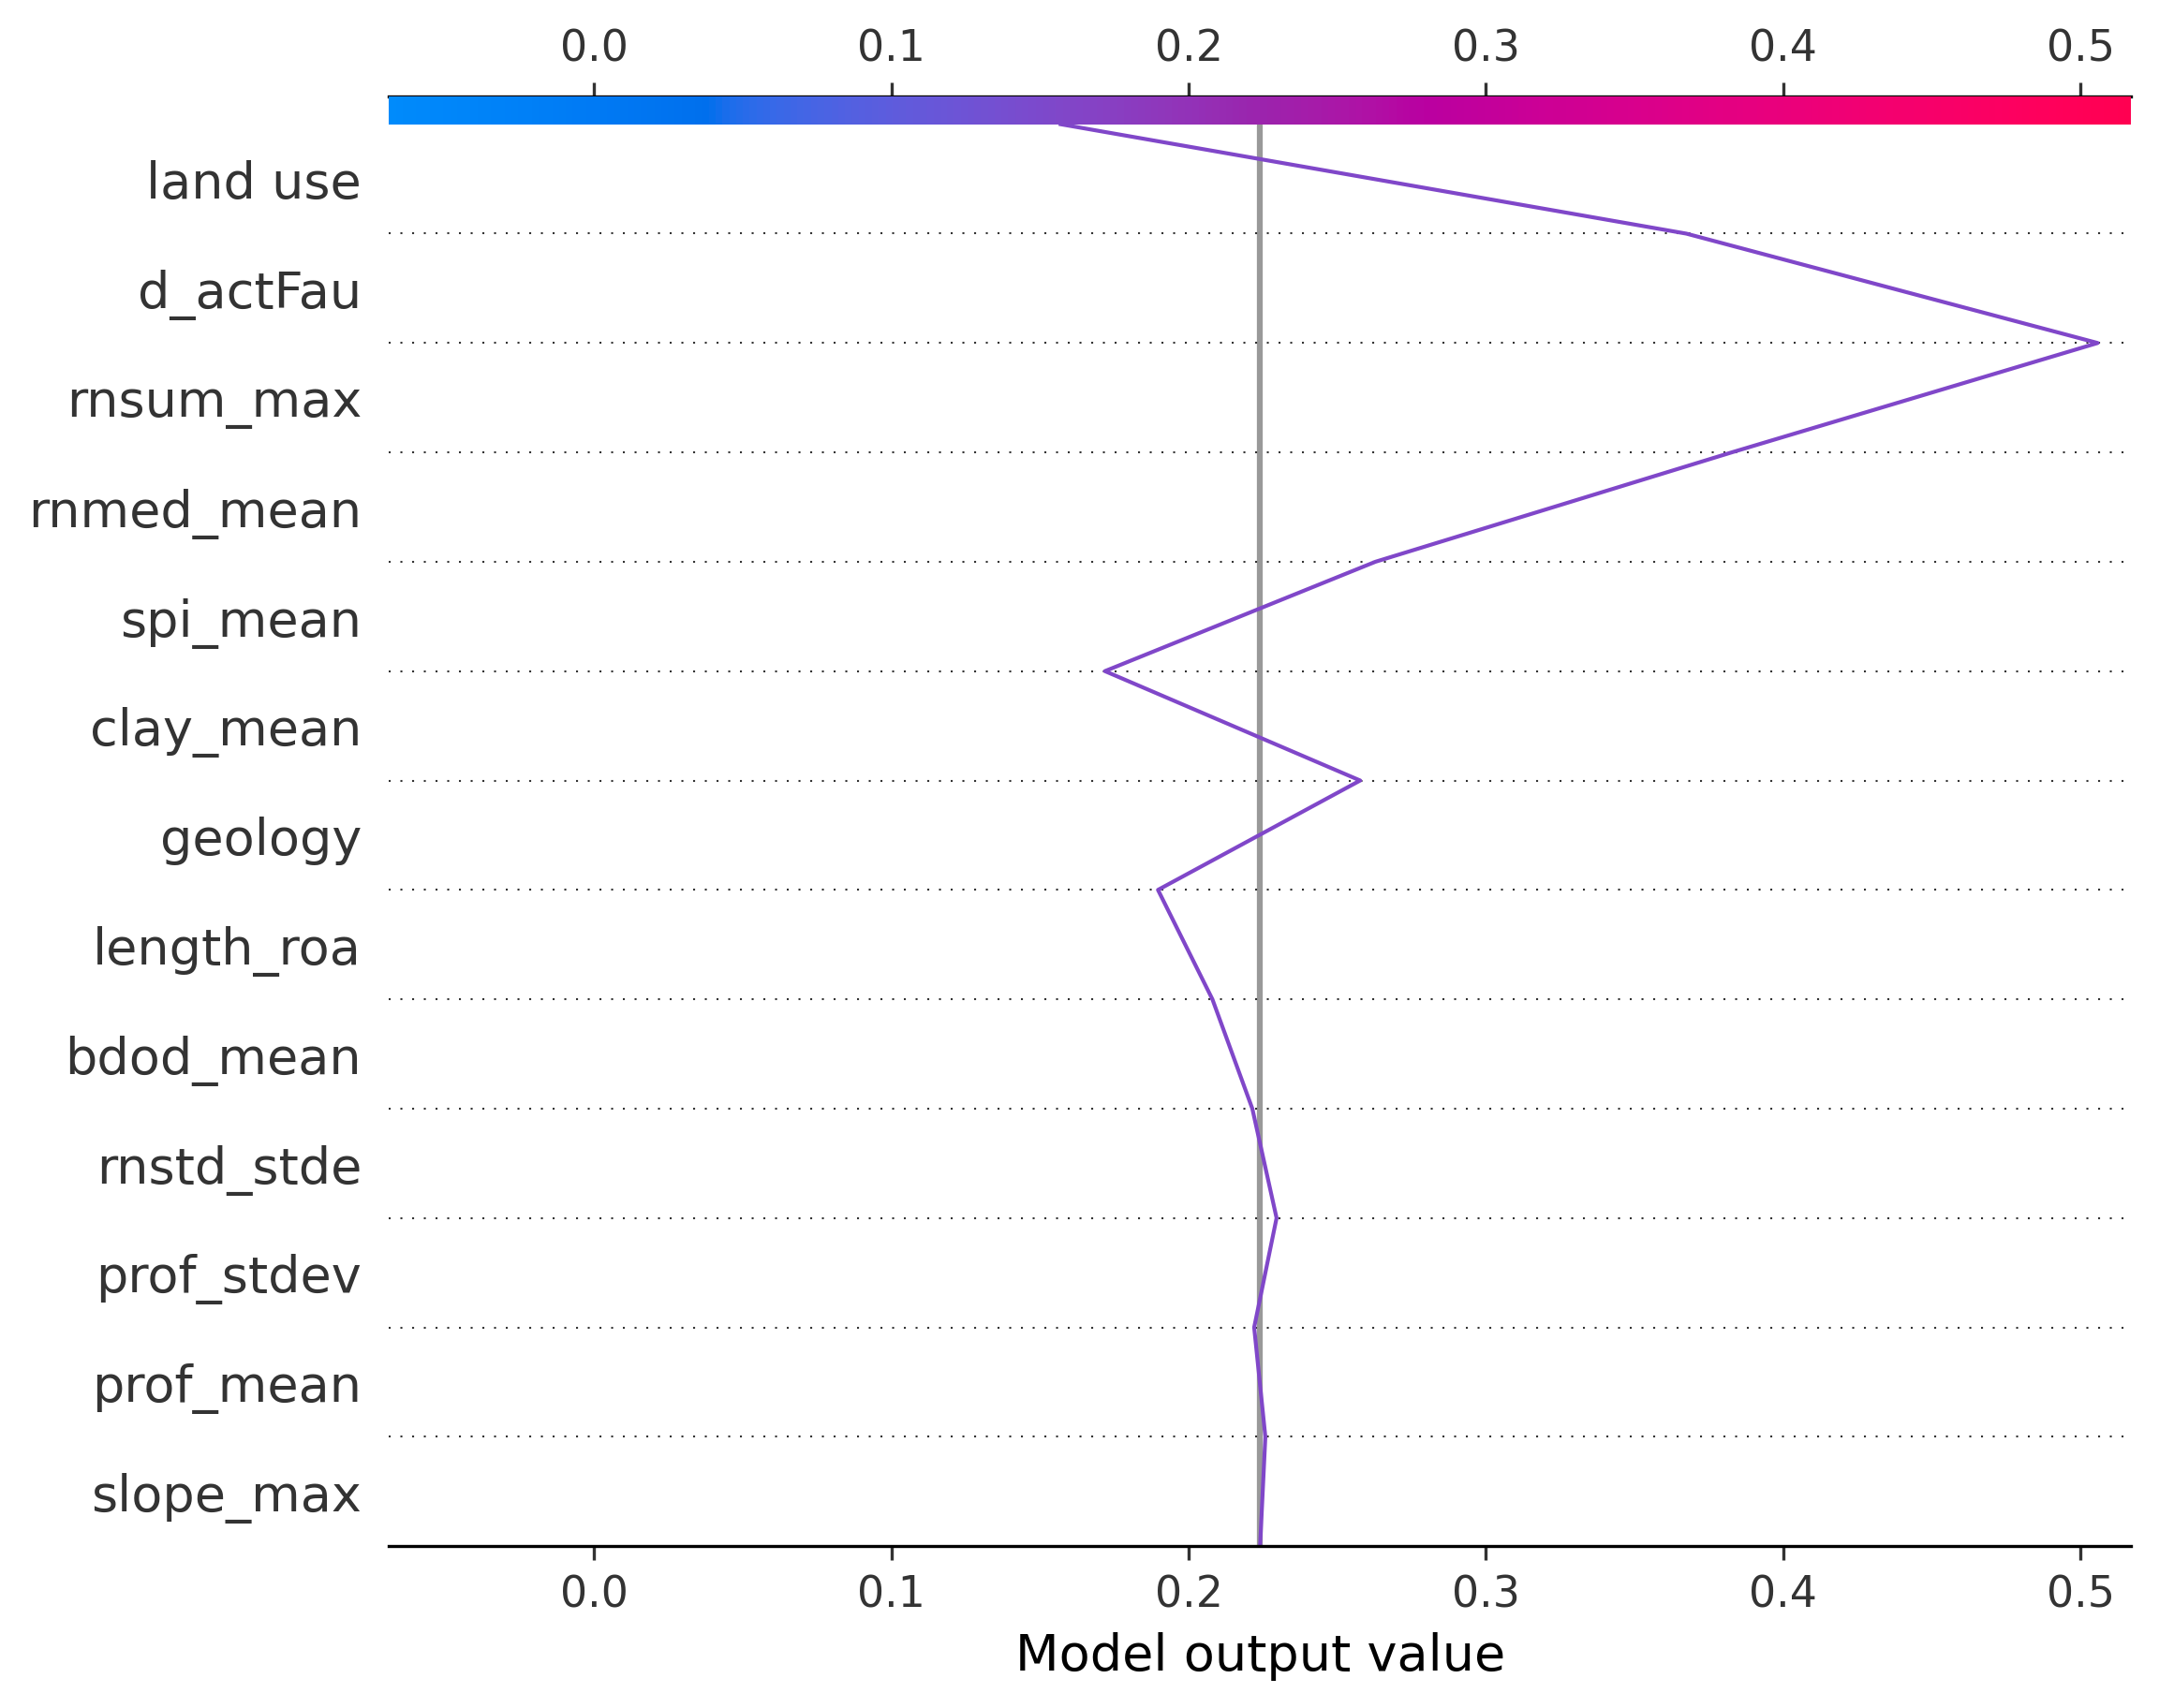 0.0 0.1 0.2 0.3 0.4 0.5
land use
d_actFau
rnsum_max
rnmed_mean
spi_mean
clay_mean
geology
length_roa
bdod_mean
rnstd_stde
prof_stdev
prof_mean
slope_max
0.0 0.1 0.2 0.3 0.4 0.5
Model output value